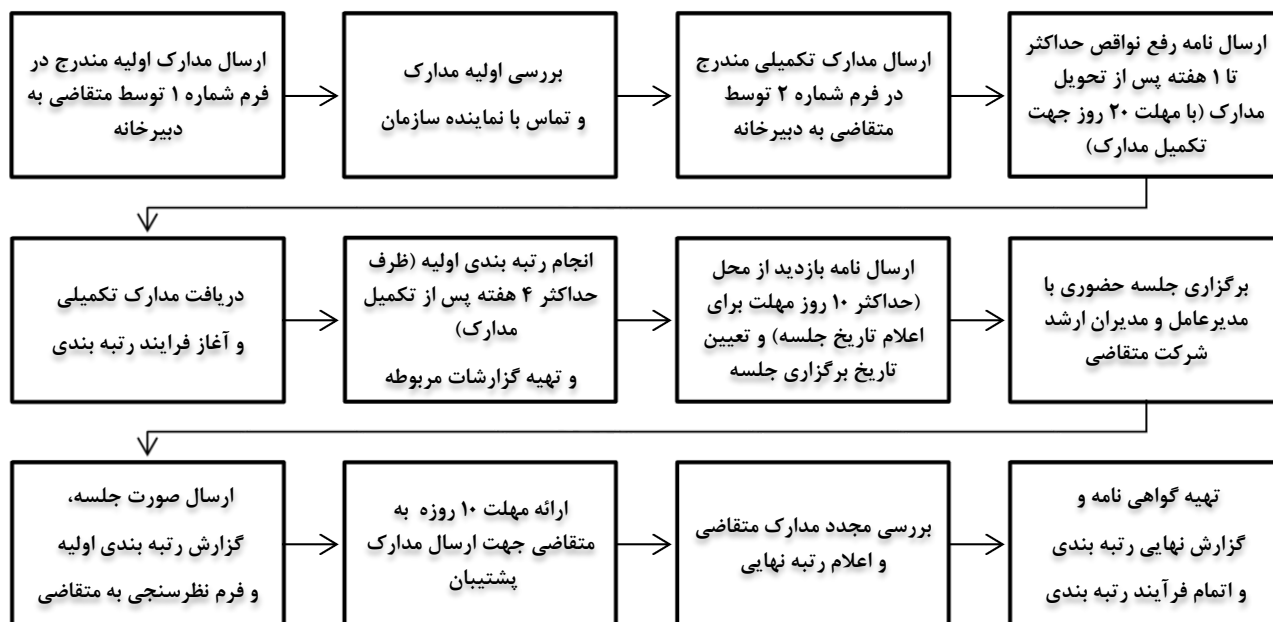 ارسال مدارک اولیه مندرج در
فرم شماره ۱ توسط متقاضی به
دبیرخانه
بررسی اولیه مدارک
و تماس با نماینده سازمان
ارسال مدارک تکمیلی مندرج
در فرم شماره ۲ توسط
متقاضی به دبیرخانه
ارسال نامه رفع نواقص حداکثر
تا ۱ هفته پس از تحویل
مدارک (با مهلت ۲۰ روز جهت
تکمیل مدارک)
دریافت مدارک تکمیلی
و آغاز فرایند رتبه بندی
انجام رتبه بندی اولیه (ظرف
حداکثر ۴ هفته پس از تکمیل
مدارک)
و تهیه گزارشات مربوطه
ارسال نامه بازدید از محل
(حداکثر ۱۰ روز مهلت برای
اعلام تاریخ جلسه) و تعیین
تاریخ برگزاری جلسه
برگزاری جلسه حضوری با
مدیرعامل و مدیران ارشد
شرکت متقاضی
ارسال صورت جلسه،
گزارش رتبه بندی اولیه
و فرم نظرسنجی به متقاضی
ارائه مهلت ۱۰ روزه به
متقاضی جهت ارسال مدارک
پشتیبان
بررسی مجدد مدارک متقاضی
و اعلام رتبه نهایی
تهیه گواهی نامه و
گزارش نهایی رتبه بندی
و اتمام فرآیند رتبه بندی